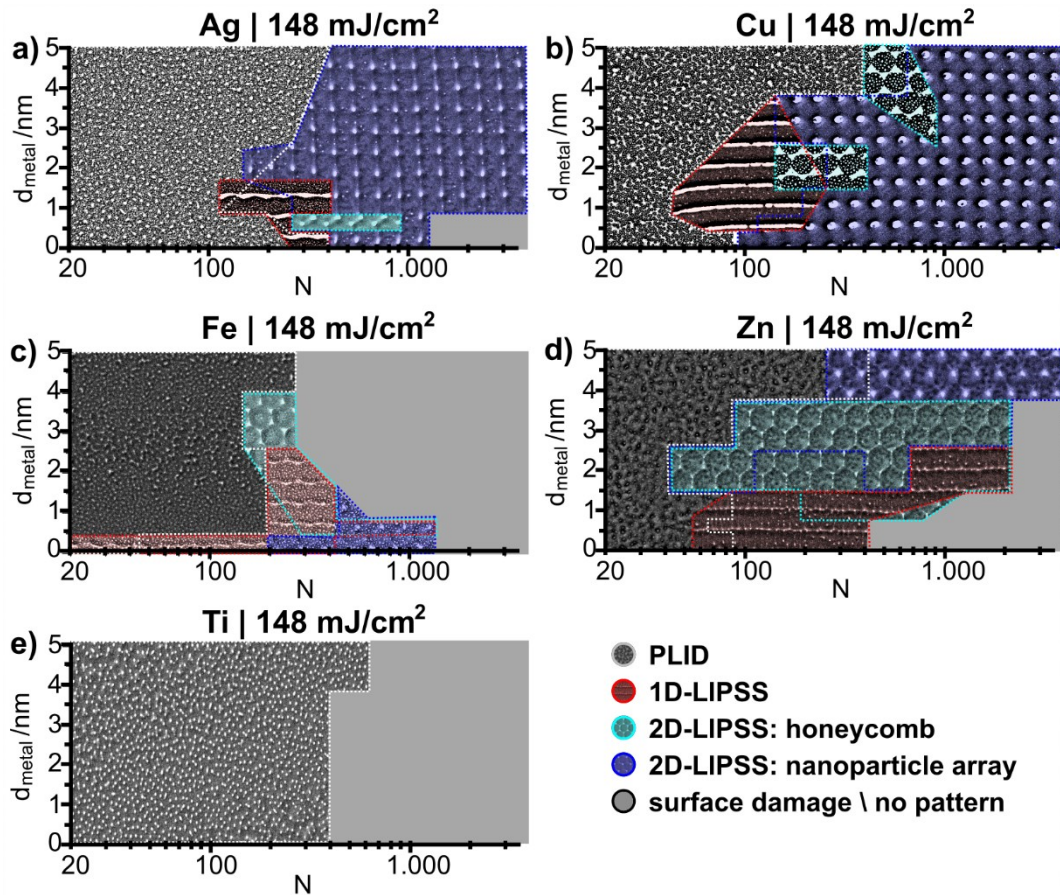 Ag | 148 mJ/cm²
Cu | 148 mJ/cm²
a)
b)
5
4
3
2
1
0
d_metal /nm
20
100
1.000
N
5
4
3
2
1
0
d_metal /nm
20
100
1.000
N
Fe | 148 mJ/cm²
Zn | 148 mJ/cm²
c)
d)
5
4
3
2
1
0
d_metal /nm
20
100
1.000
N
5
4
3
2
1
0
d_metal /nm
20
100
1.000
N
Ti | 148 mJ/cm²
e)
5
4
3
2
1
0
d_metal /nm
20
100
1.000
N
PLID
1D-LIPSS
2D-LIPSS: honeycomb
2D-LIPSS: nanoparticle array
surface damage \ no pattern